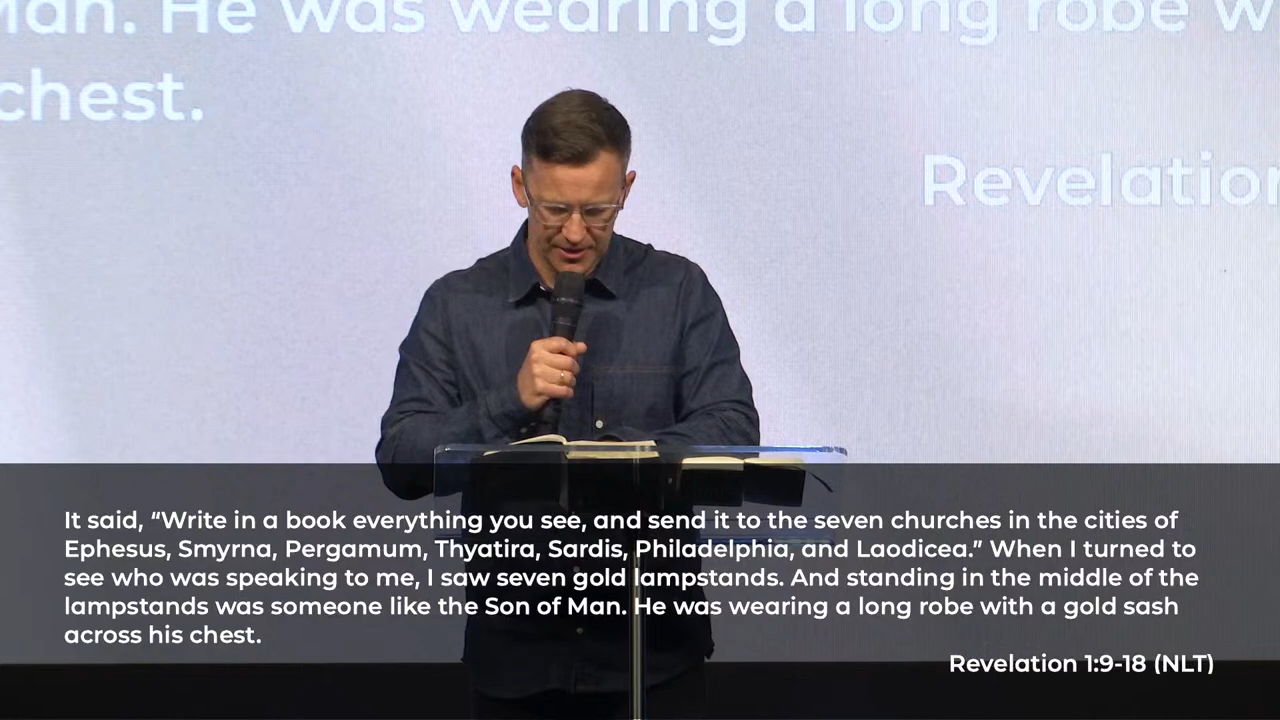 Man. He was wearing a long robe w
chest.
Revelation
It said, “Write in a book everything you see, and send it to the seven churches in the cities of
Ephesus, Smyrna, Pergamum, Thyatira, Sardis, Philadelphia, and Laodicea.” When I turned to
see who was speaking to me, I saw seven gold lampstands. And standing in the middle of the
lampstands was someone like the Son of Man. He was wearing a long robe with a gold sash
across his chest.
Revelation 1:9-18 (NLT)